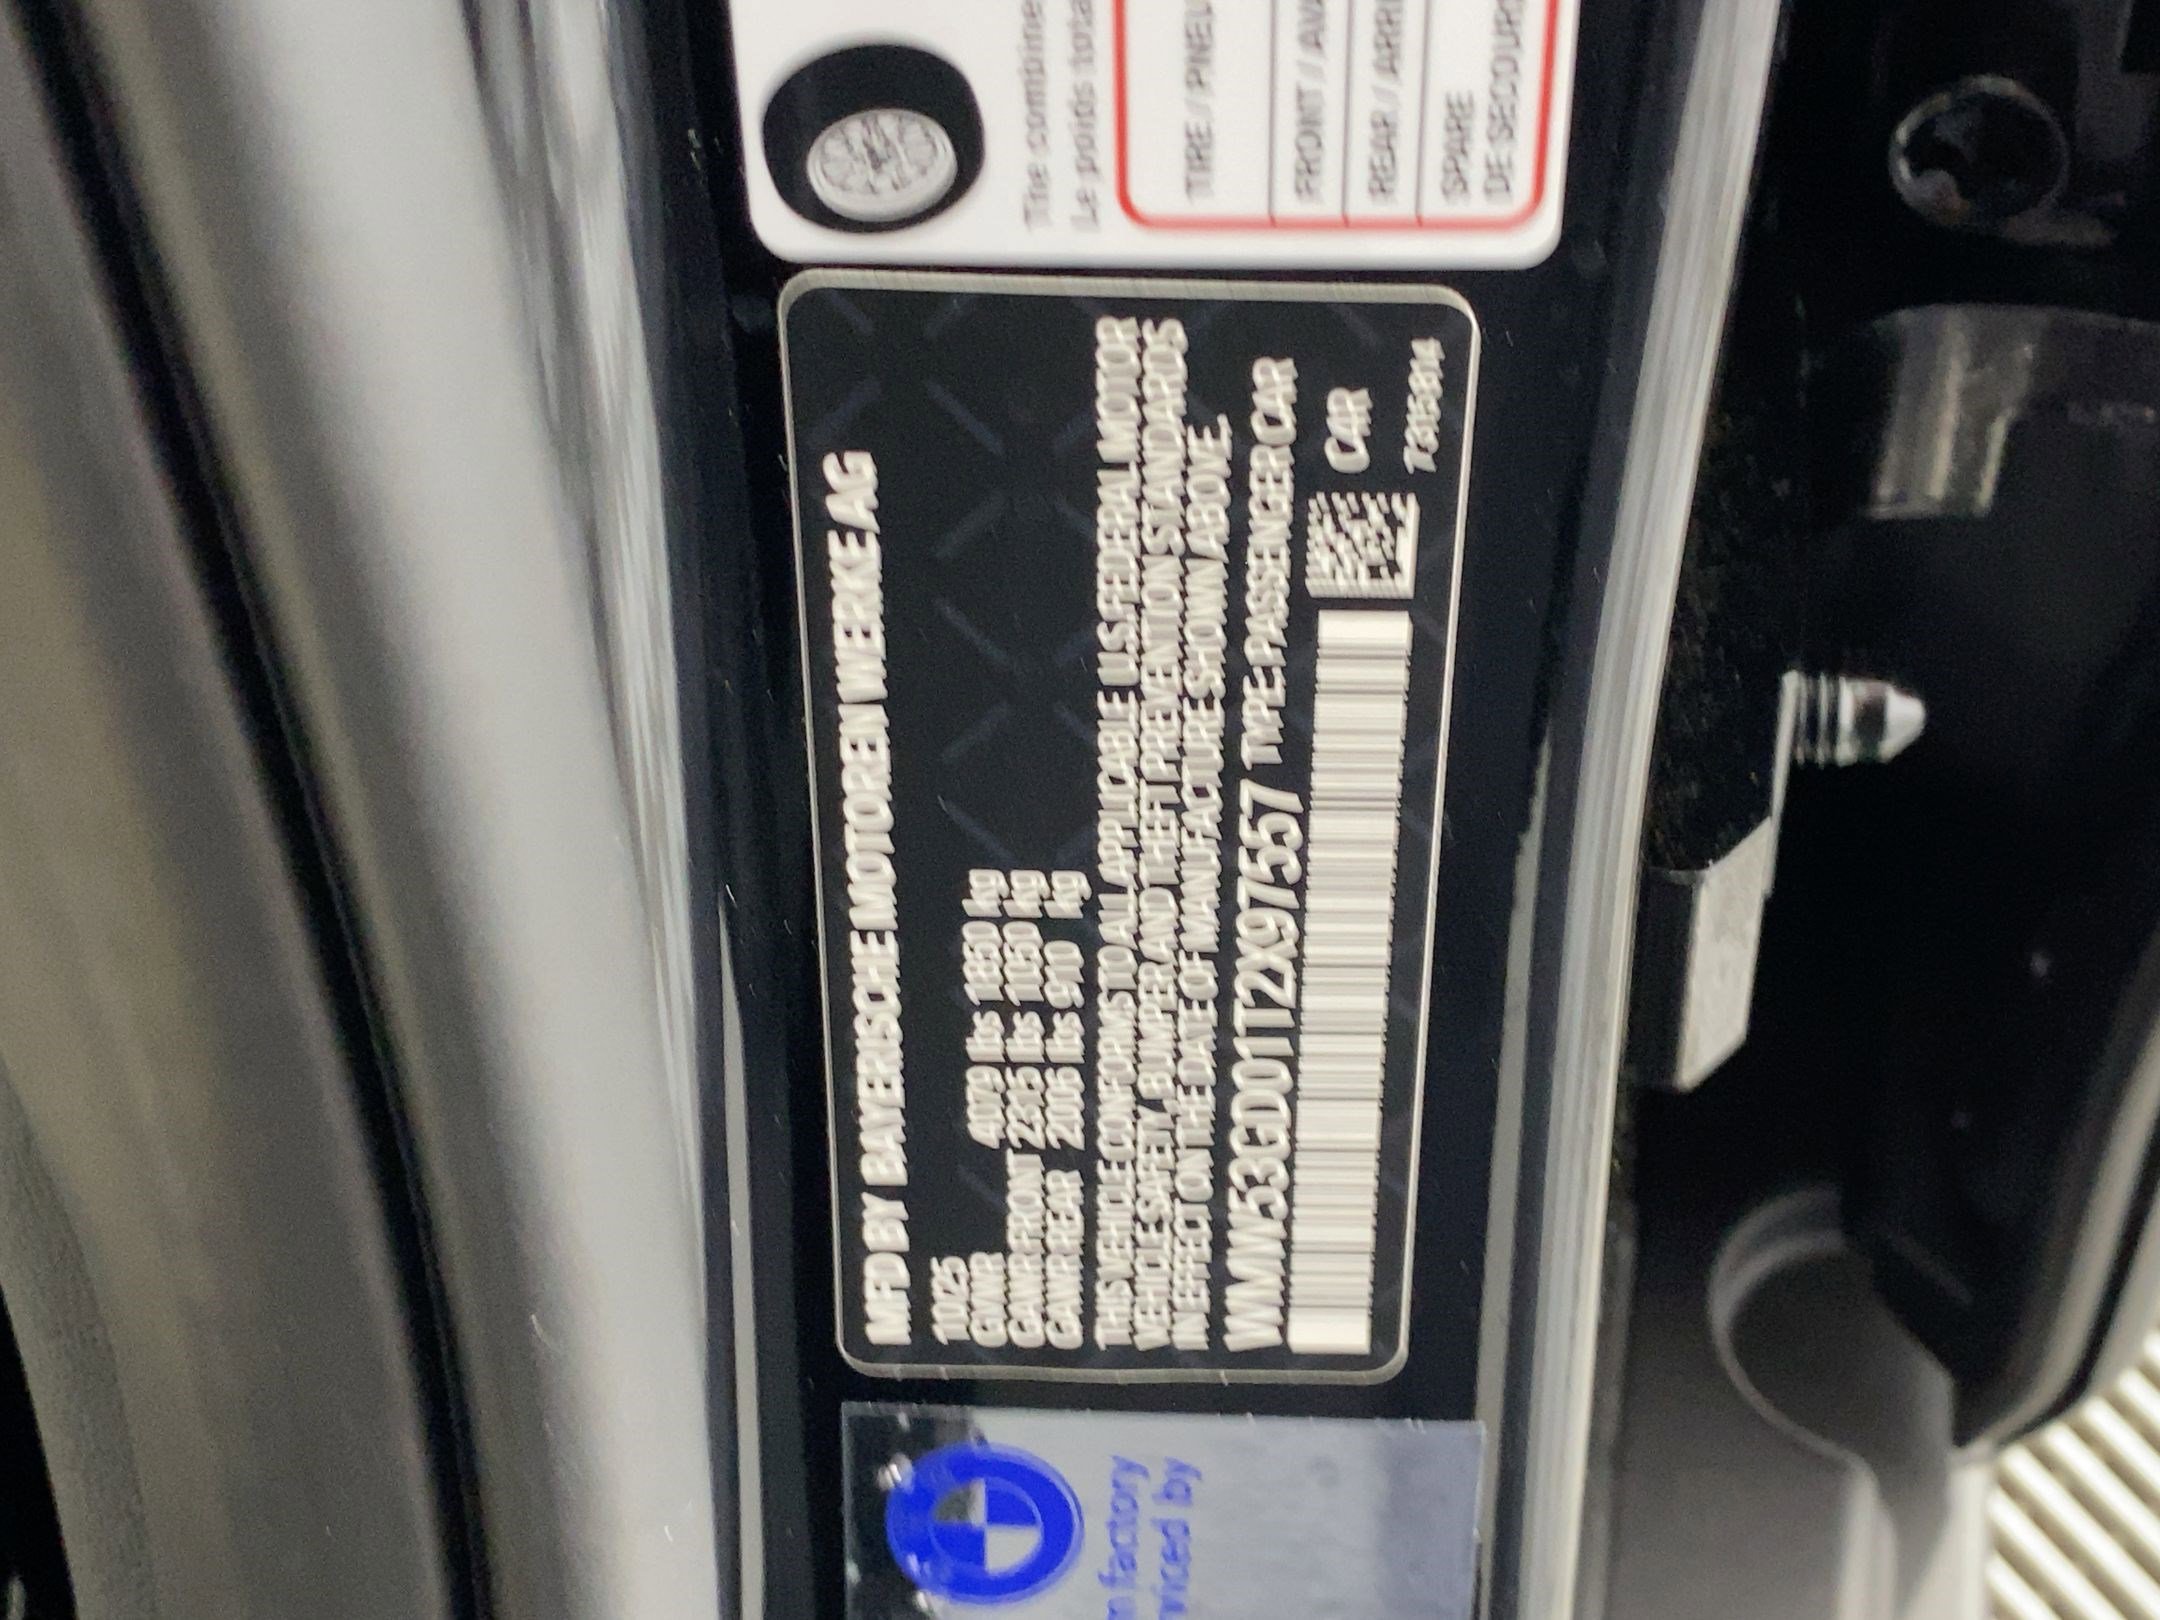 The combine
Le poids tota
TIRE // PNEU
FRONT // AVA
REAR // ARRI
SPARE
DE SECOURS
MFD BY BAYERISCHE MOTOREN WERKE AG
10/25
GVWR 4079 lbs 1850 kg
GAWR FRONT 2315 lbs 1050 kg
GAWR REAR 2006 lbs 910 kg
THIS VEHICLE CONFORMS TO ALL APPLICABLE U.S. FEDERAL MOTOR
VEHICLE SAFETY, BUMPER AND THEFT PREVENTION STANDARDS
IN EFFECT ON THE DATE OF MANUFACTURE SHOWN ABOVE.
WMW53GD01T2X97557 TYPE: PASSENGER CAR
CAR
n factory
rviced by